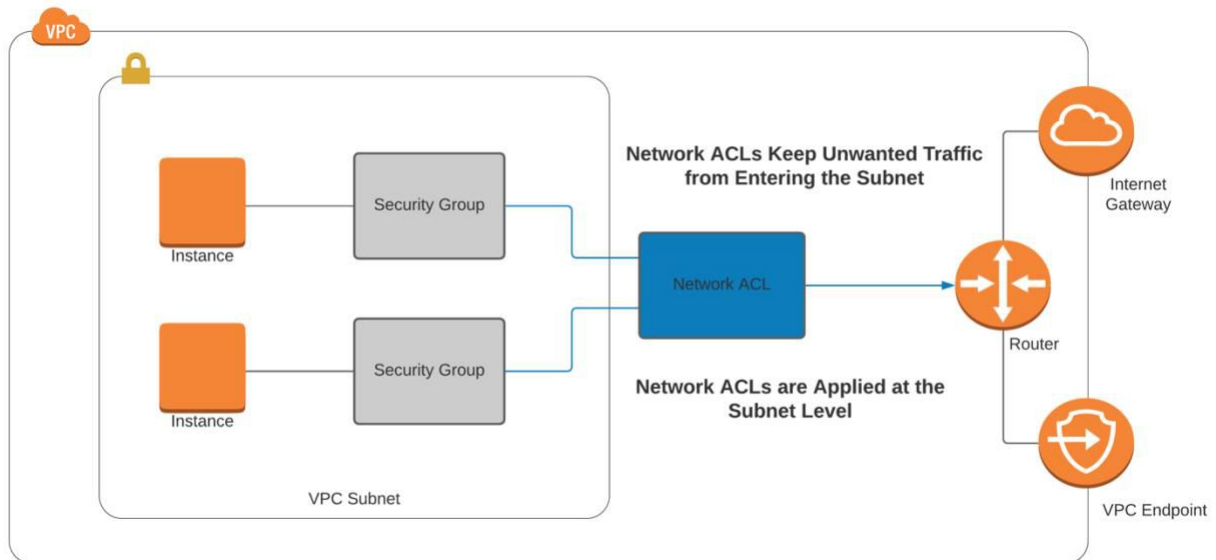 VPC
Network ACLs Keep Unwanted Traffic
from Entering the Subnet
Security Group
Instance
Network ACL
Internet
Gateway
Router
Security Group
Instance
Network ACLs are Applied at the
Subnet Level
VPC Subnet
VPC Endpoint